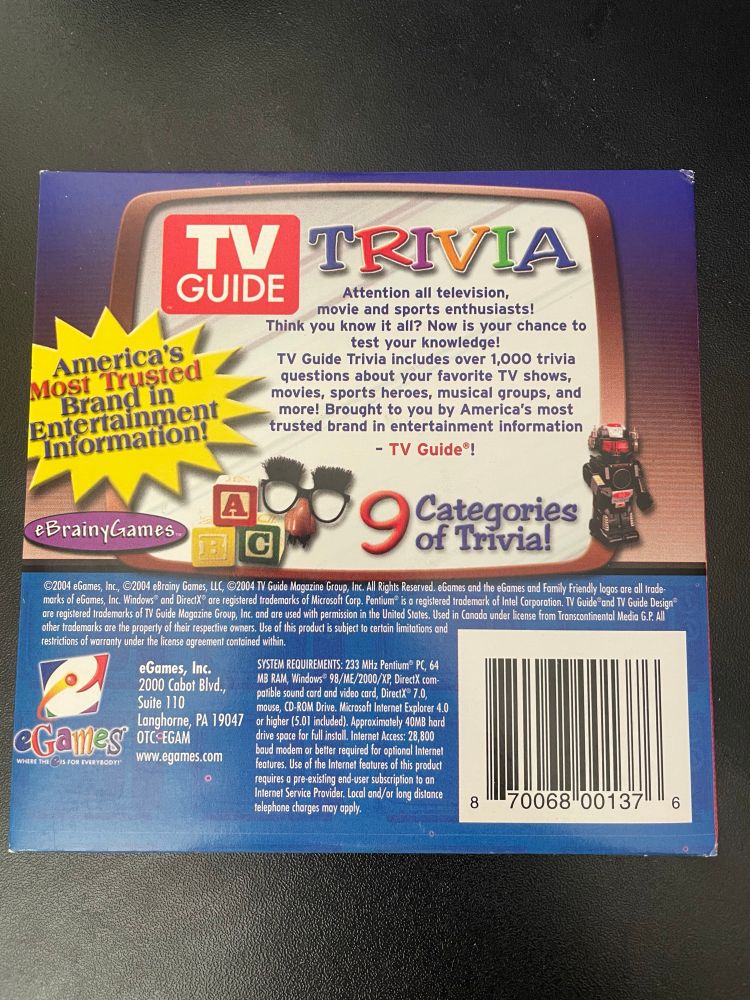 TV
GUIDE
TM
TRIVIA
Attention all television,
movie and sports enthusiasts!
Think you know it all? Now is your chance to
test your knowledge!
TV Guide Trivia includes over 1,000 trivia
questions about your favorite TV shows,
movies, sports heroes, musical groups, and
more! Brought to you by America's most
trusted brand in entertainment information
- TV Guide®!
America's
Most Trusted
Brand in
Entertainment
Information!
eBrainyGames™
A
B C
9 Categories
of Trivia!
©2004 eGames, Inc., ©2004 eBrainy Games, LLC, ©2004 TV Guide Magazine Group, Inc. All Rights Reserved. eGames and the eGames and Family Friendly logos are all trade-
marks of eGames, Inc. Windows® and DirectX® are registered trademarks of Microsoft Corp. Pentium® is a registered trademark of Intel Corporation. TV Guide® and TV Guide Design®
are registered trademarks of TV Guide Magazine Group, Inc. and are used with permission in the United States. Used in Canada under license from Transcontinental Media G.P. All
other trademarks are the property of their respective owners. Use of this product is subject to certain limitations and
restrictions of warranty under the license agreement contained within.
eGames®
WHERE THE e IS FOR EVERYBODY!®
eGames, Inc.
2000 Cabot Blvd.,
Suite 110
Langhorne, PA 19047
OTC:EGAM
www.egames.com
SYSTEM REQUIREMENTS: 233 MHz Pentium® PC, 64
MB RAM, Windows® 98/ME/2000/XP, DirectX com-
patible sound card and video card, DirectX® 7.0,
mouse, CD-ROM Drive. Microsoft Internet Explorer 4.0
or higher (5.01 included). Approximately 40MB hard
drive space for full install. Internet Access: 28,800
baud modem or better required for optional Internet
features. Use of the Internet features of this product
requires a pre-existing end-user subscription to an
Internet Service Provider. Local and/or long distance
telephone charges may apply.
8 70068 00137 6